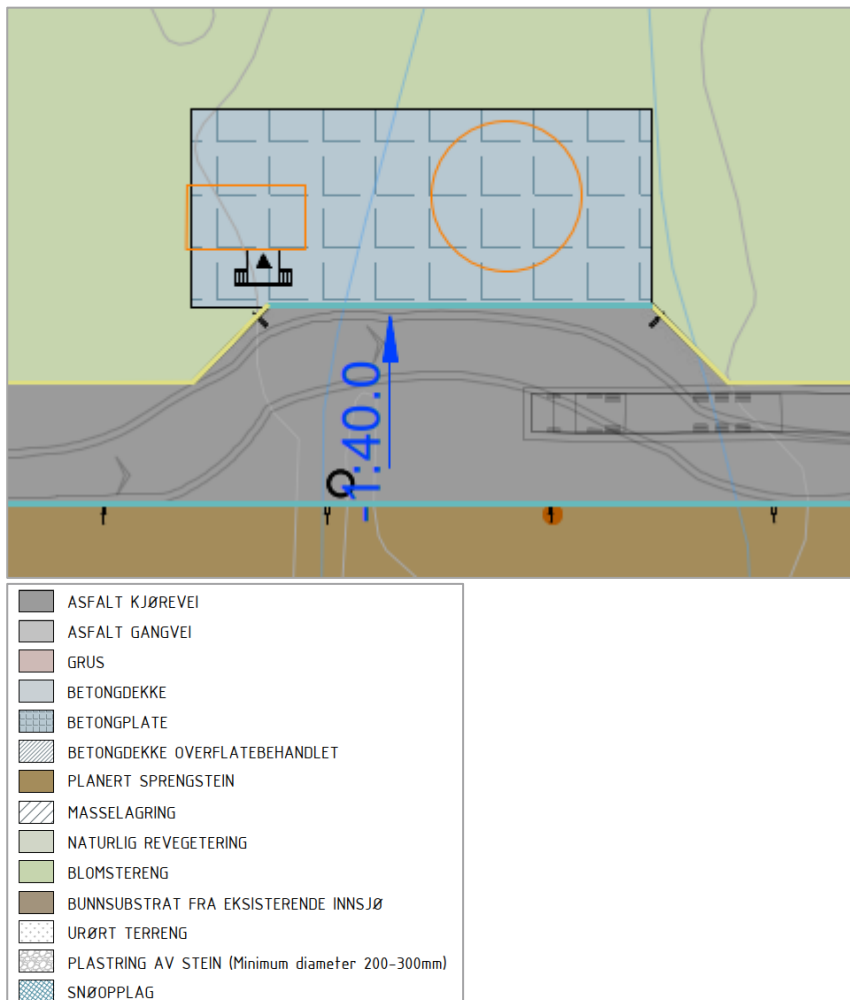 -1:40.0
ASFALT KJØREVEI
ASFALT GANGVEI
GRUS
BETONGDEKKE
BETONGPLATE
BETONGDEKKE OVERFLATEBEHANDLET
PLANERT SPRENGSTEIN
MASSELAGRING
NATURLIG REVEGETERING
BLOMSTERENG
BUNNSUBSTRAT FRA EKSISTERENDE INNSJØ
URØRT TERRENG
PLASTRING AV STEIN (Minimum diameter 200-300mm)
SNØOPPLAG